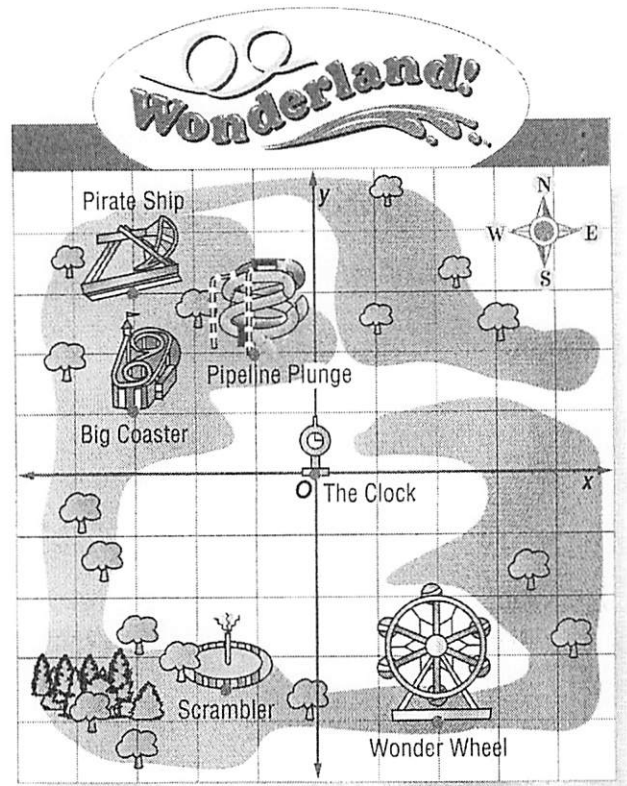 Wonderland!
Pirate Ship
y
N
W E
S
Pipeline Plunge
Big Coaster
x
O The Clock
Scrambler
Wonder Wheel